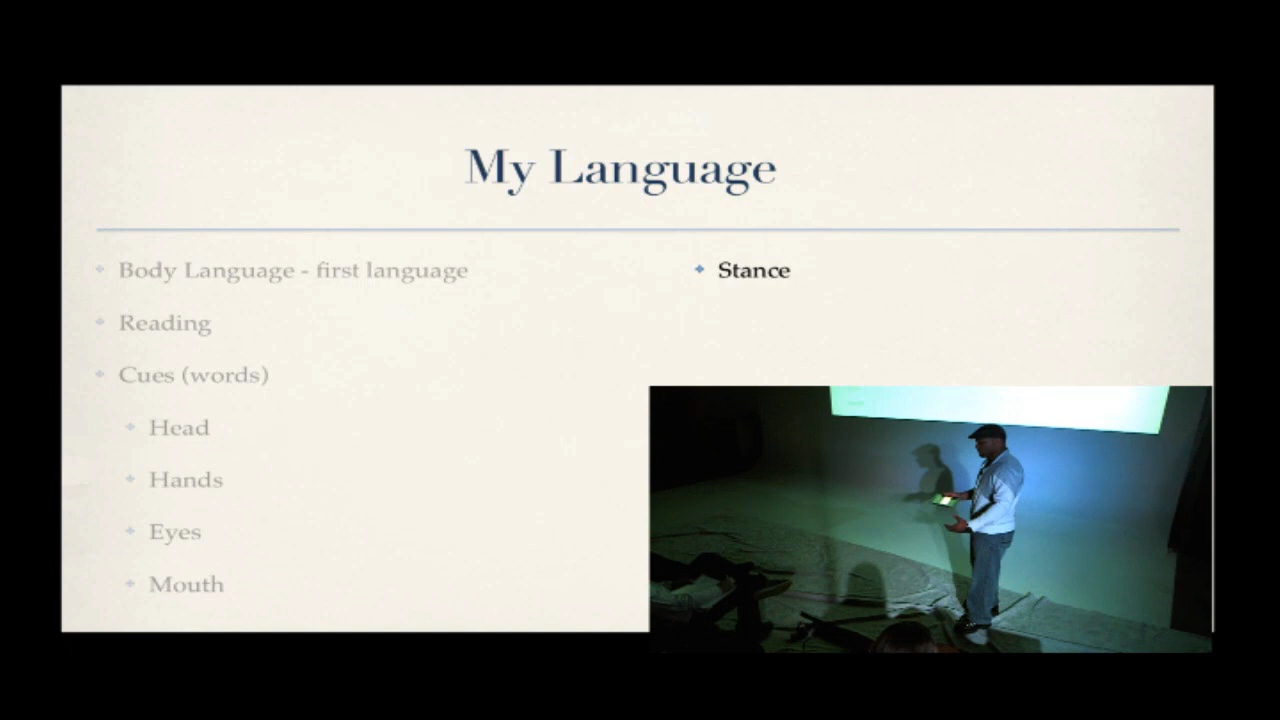 My Language
Body Language - first language
Reading
Cues (words)
Head
Hands
Eyes
Mouth
Stance